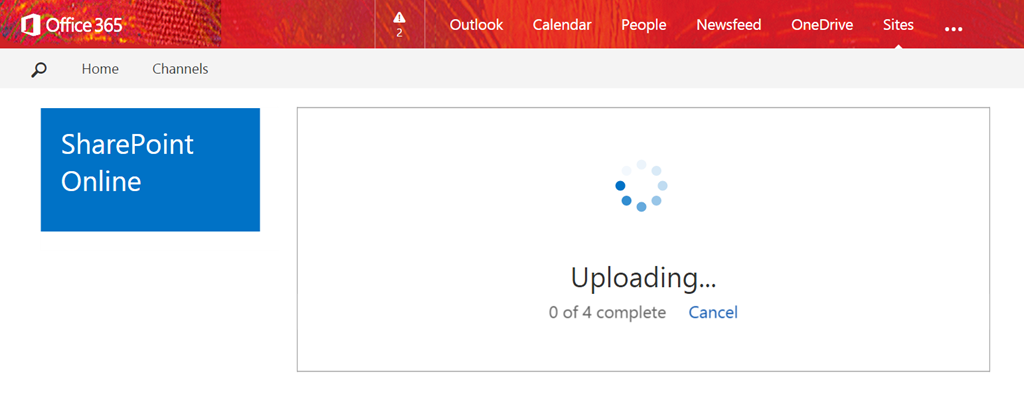 Office 365
2
Outlook
Calendar
People
Newsfeed
OneDrive
Sites
...
Home
Channels
SharePoint
Online
Uploading...
0 of 4 complete
Cancel